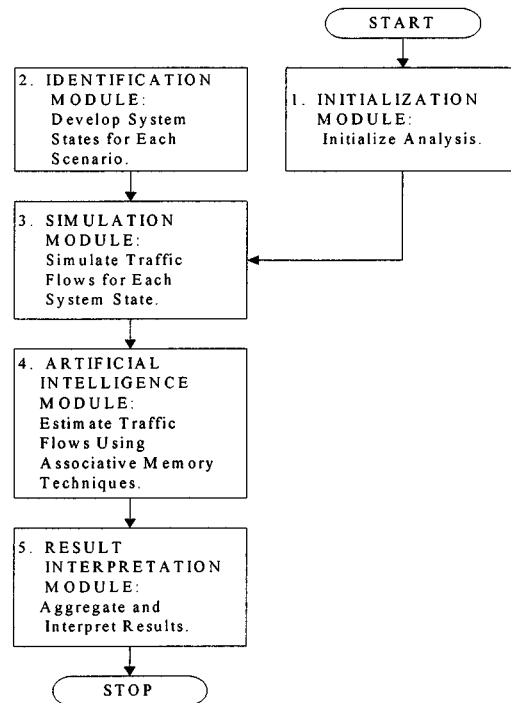 START
2. IDENTIFICATION
MODULE:
Develop System
States for Each
Scenario.
1. INITIALIZATION
MODULE:
Initialize Analysis.
3. SIMULATION
MODULE:
Simulate Traffic
Flows for Each
System State.
4. ARTIFICIAL
INTELLIGENCE
MODULE:
Estimate Traffic
Flows Using
Associative Memory
Techniques.
5. RESULT
INTERPRETATION
MODULE:
Aggregate and
Interpret Results.
STOP